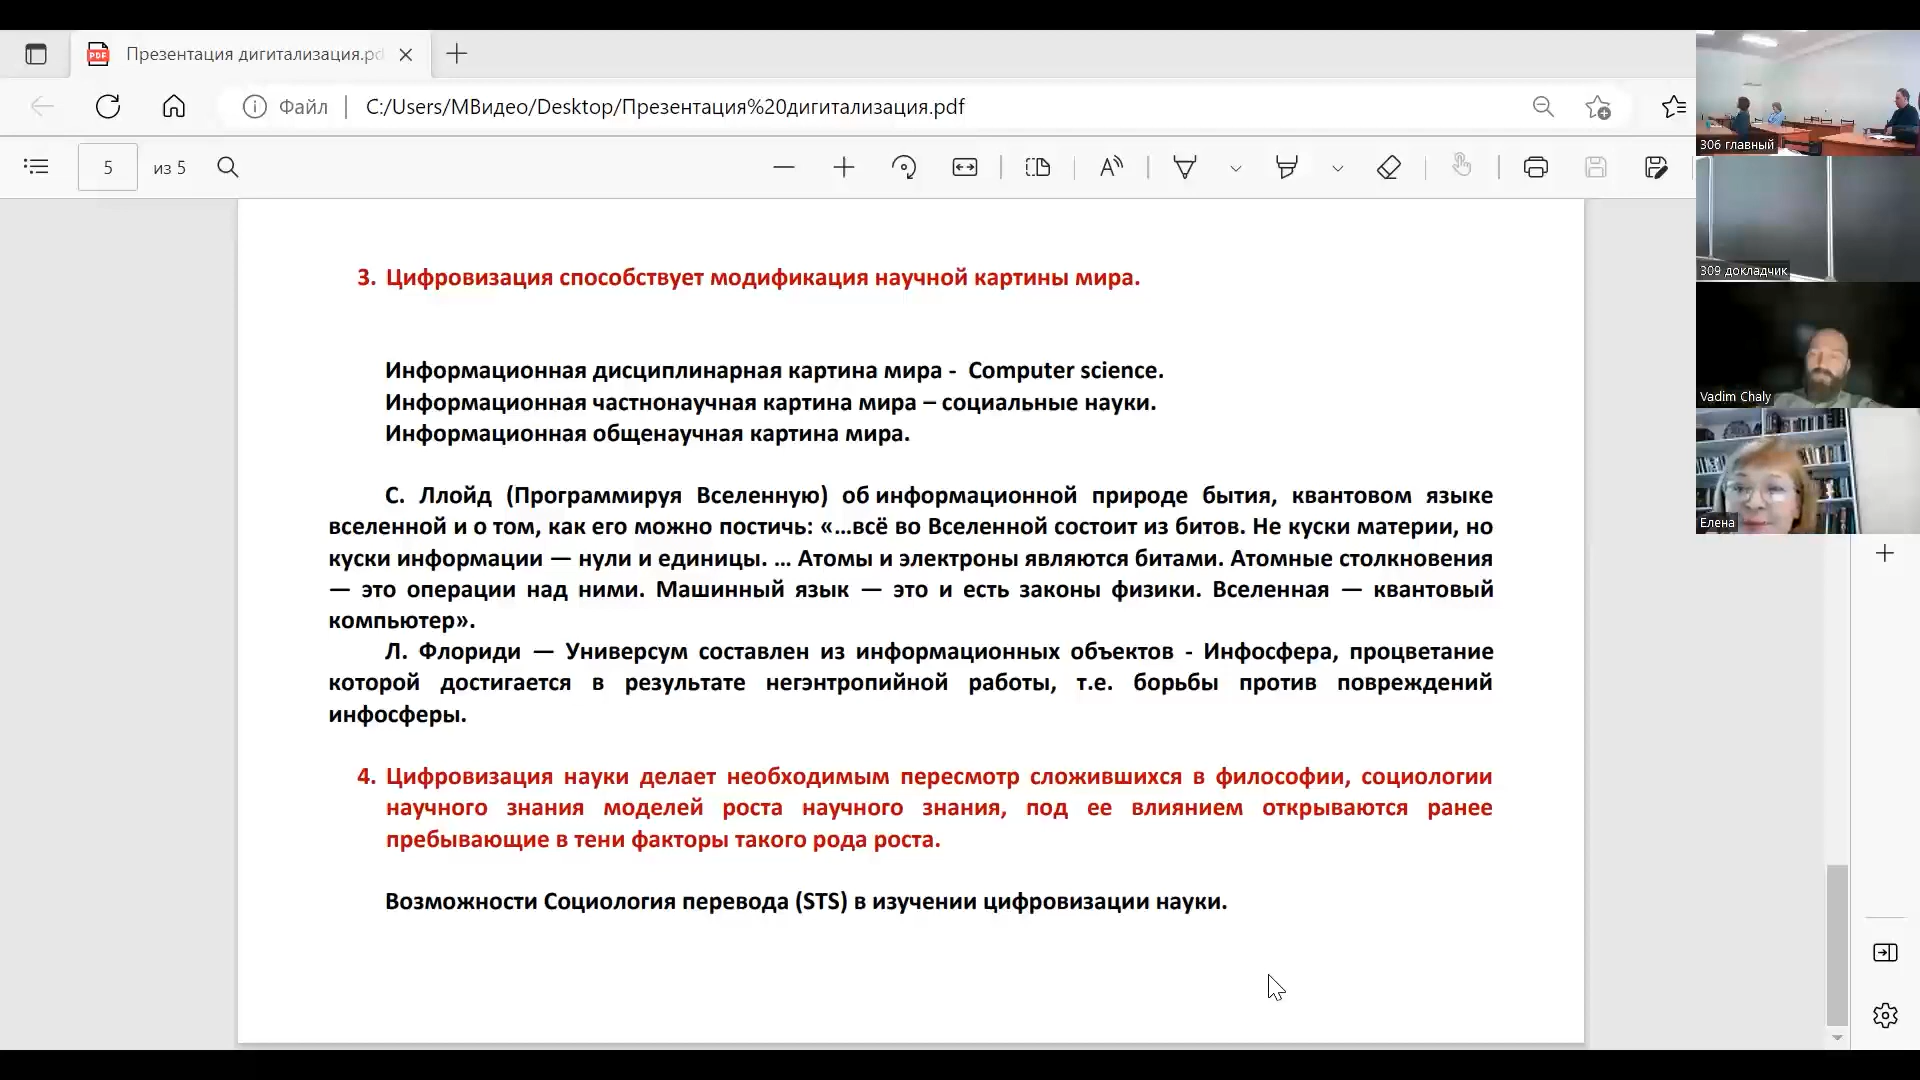 Презентация дигитализация.pd
Файл
C:/Users/МВидео/Desktop/Презентация%20дигитализация.pdf
5
из 5
3. Цифровизация способствует модификация научной картины мира.
Информационная дисциплинарная картина мира - Computer science.
Информационная частнонаучная картина мира – социальные науки.
Информационная общенаучная картина мира.
С. Ллойд (Программируя Вселенную) об информационной природе бытия, квантовом языке
вселенной и о том, как его можно постичь: «…всё во Вселенной состоит из битов. Не куски материи, но
куски информации — нули и единицы. … Атомы и электроны являются битами. Атомные столкновения
— это операции над ними. Машинный язык — это и есть законы физики. Вселенная — квантовый
компьютер».
Л. Флориди — Универсум составлен из информационных объектов - Инфосфера, процветание
которой достигается в результате негэнтропийной работы, т.е. борьбы против повреждений
инфосферы.
4. Цифровизация науки делает необходимым пересмотр сложившихся в философии, социологии
научного знания моделей роста научного знания, под ее влиянием открываются ранее
пребывающие в тени факторы такого рода роста.
Возможности Социология перевода (STS) в изучении цифровизации науки.
306 главный
309 докладчик
Vadim Chaly
Елена